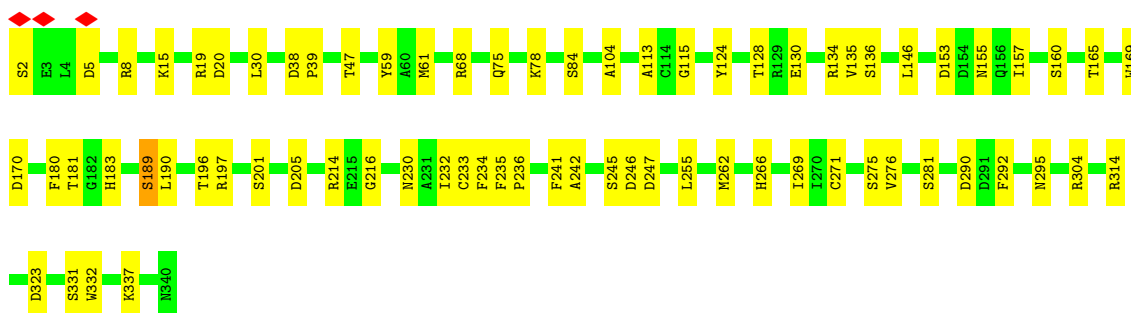 S2 E3 L4 D5 R8 K15 R19 D20 L30 D38 P39 T47 Y59 A60 M61 R68 Q75 K78 S84 A104 A113 C114 G115 Y124 T128 R129 E130 R134 V135 S136 L146 D153 D154 N155 Q156 I157 S160 T165 W169
D170 F180 T181 G182 H183 S189 L190 T196 R197 S201 D205 R214 E215 G216 N230 A231 I232 C233 F234 F235 P236 F241 A242 S245 D246 D247 L255 M262 H266 I269 I270 C271 S275 V276 S281 D290 D291 F292 N295 R304 R314
D323 S331 W332 K337 N340